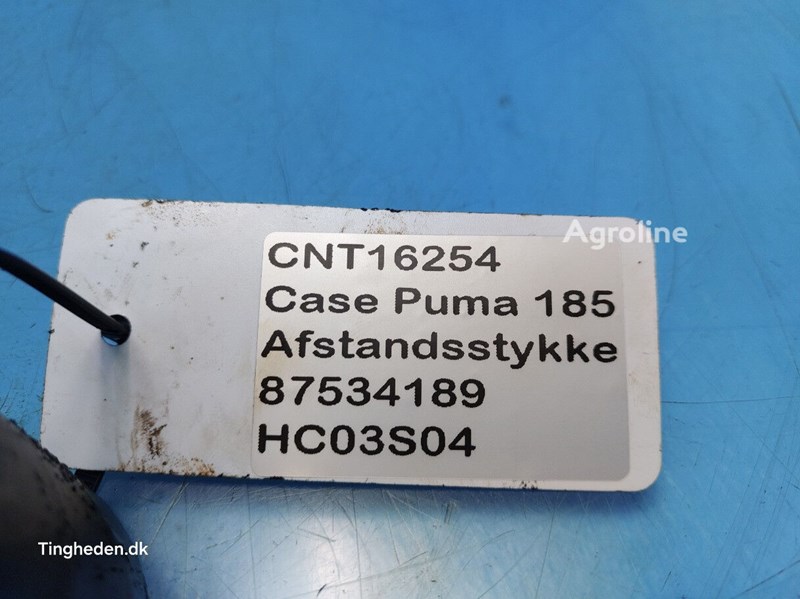 Agroline
CNT16254
Case Puma 185
Afstandsstykke
87534189
HC03S04
Tingheden.dk